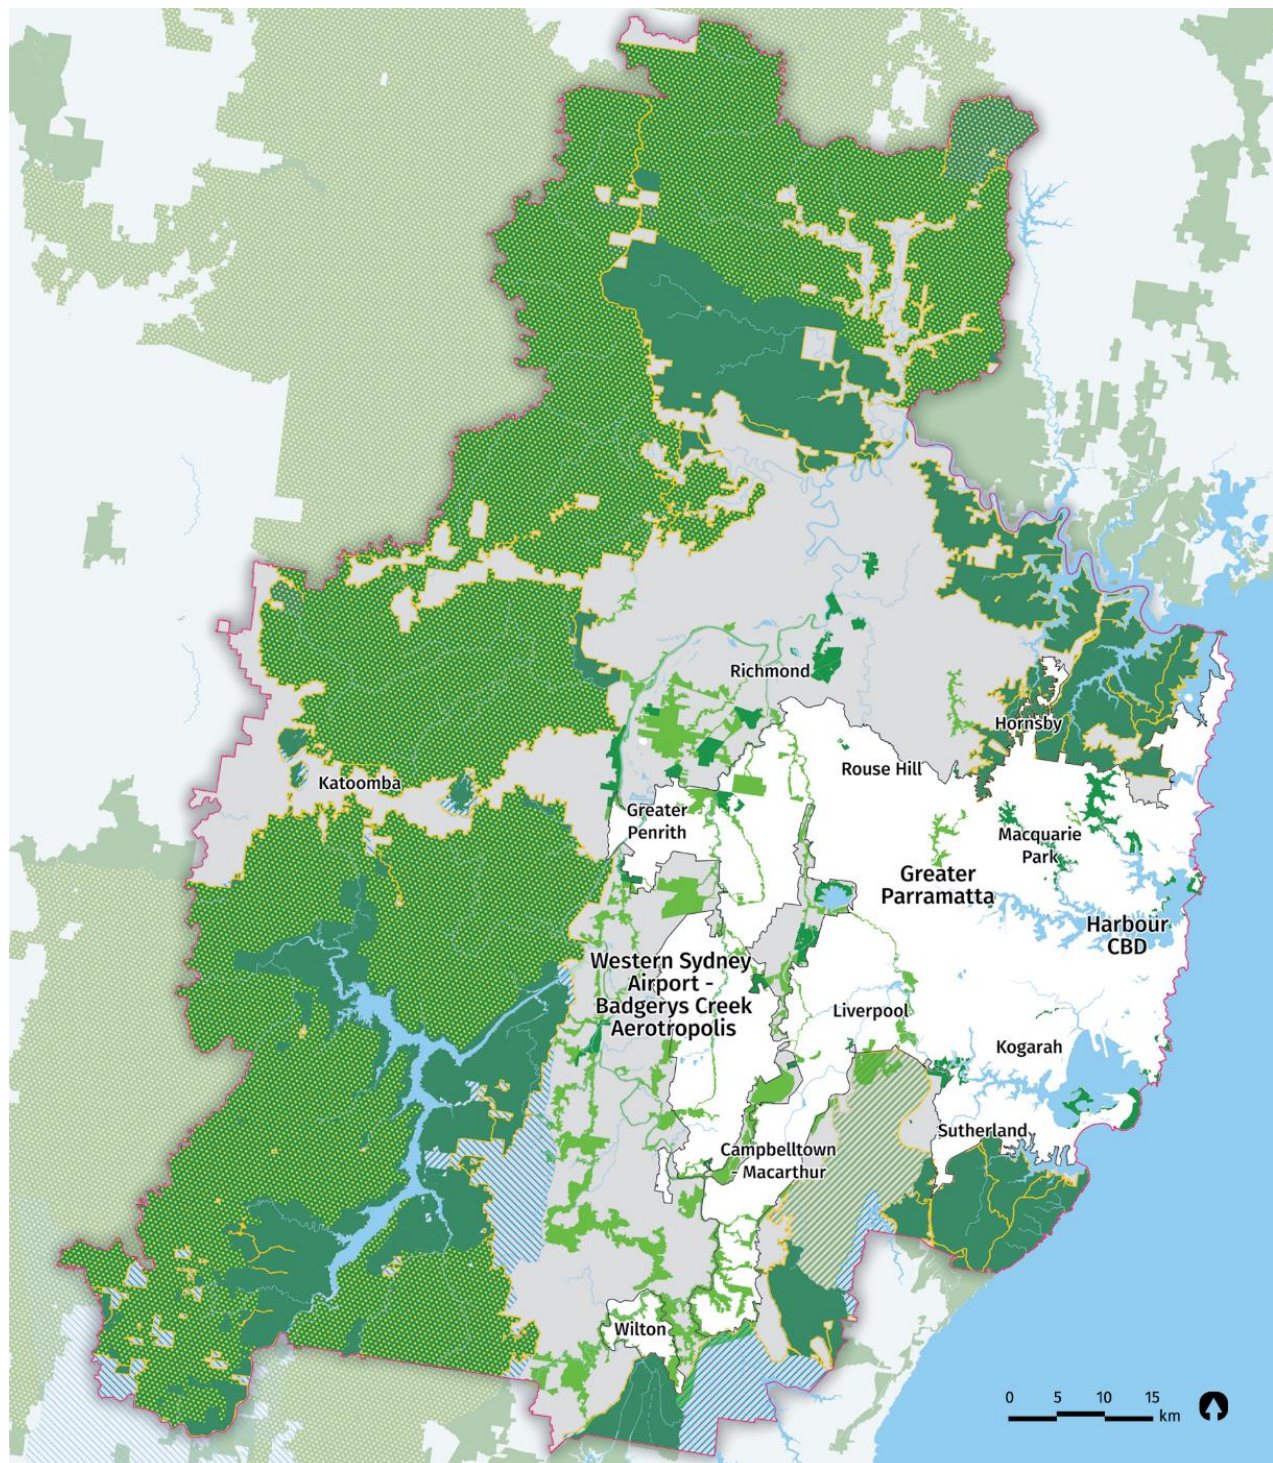 Richmond
Hornsby
Rouse Hill
Katoomba
Greater
Penrith
Macquarie
Park
Greater
Parramatta
Harbour
CBD
Western Sydney
Airport -
Badgerys Creek
Aerotropolis
Liverpool
Kogarah
Sutherland
Campbelltown
- Macarthur
Wilton
0 5 10 15
km